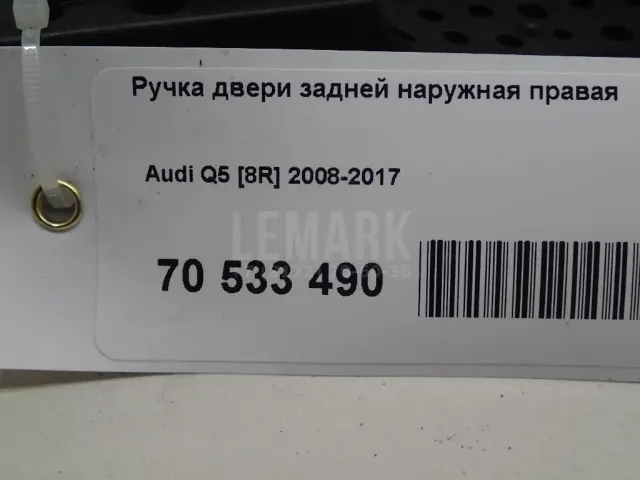 Ручка двери задней наружная правая
Audi Q5 [8R] 2008-2017
LEMARK
70 533 490